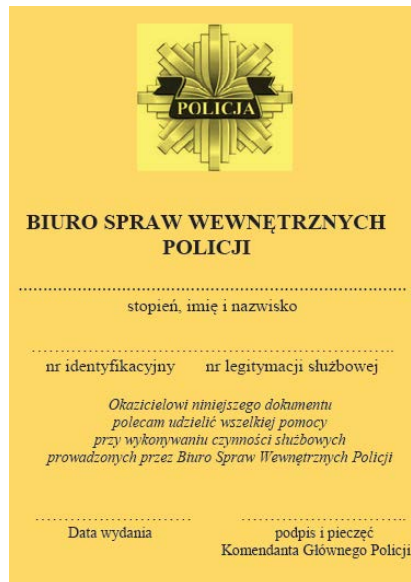 POLICJA
BIURO SPRAW WEWNĘTRZNYCH
POLICJI
................................................................................
stopień, imię i nazwisko
................................................................................
nr identyfikacyjny nr legitymacji służbowej
Okazicielowi niniejszego dokumentu
polecam udzielić wszelkiej pomocy
przy wykonywaniu czynności służbowych
prowadzonych przez Biuro Spraw Wewnętrznych Policji
.................................. ....................................
Data wydania podpis i pieczęć
Komendanta Głównego Policji